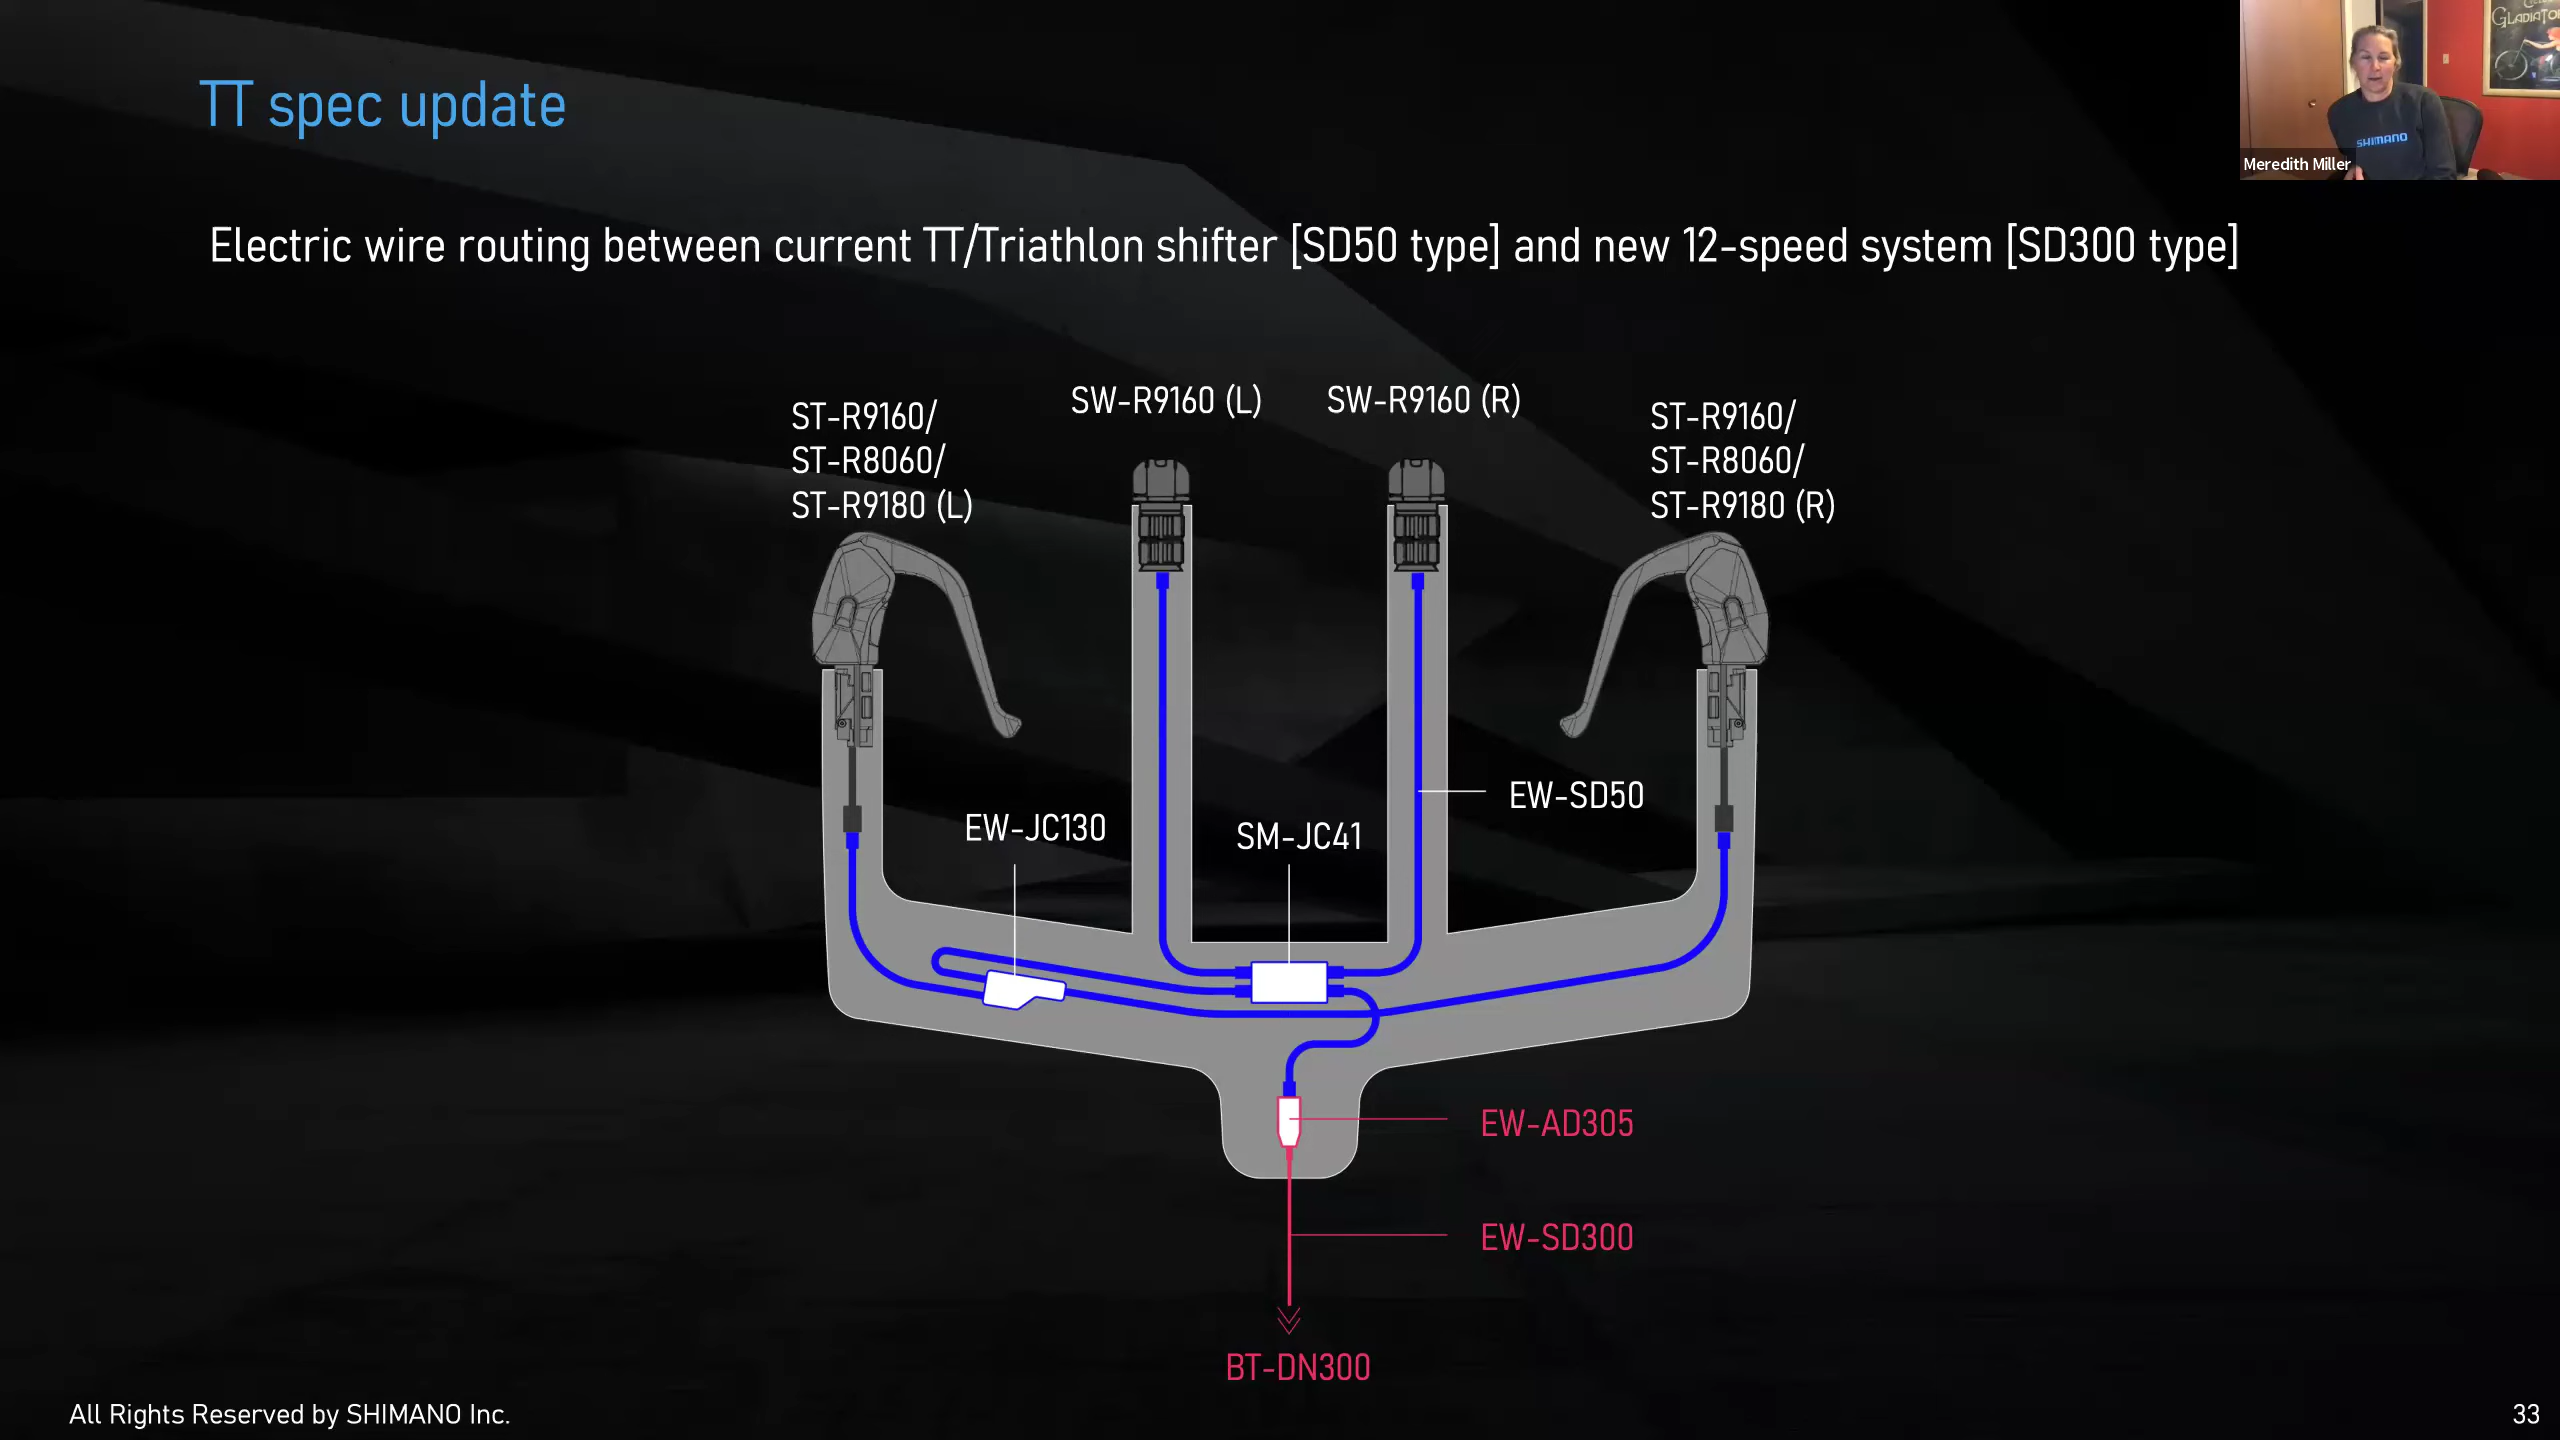 TT spec update
SHIMANO
GLADIATOR
Meredith Miller
Electric wire routing between current TT/Triathlon shifter [SD50 type] and new 12-speed system [SD300 type]
ST-R9160/
ST-R8060/
ST-R9180 (L)
SW-R9160 (L)
SW-R9160 (R)
ST-R9160/
ST-R8060/
ST-R9180 (R)
EW-JC130
SM-JC41
EW-SD50
EW-AD305
EW-SD300
BT-DN300
All Rights Reserved by SHIMANO Inc.
33